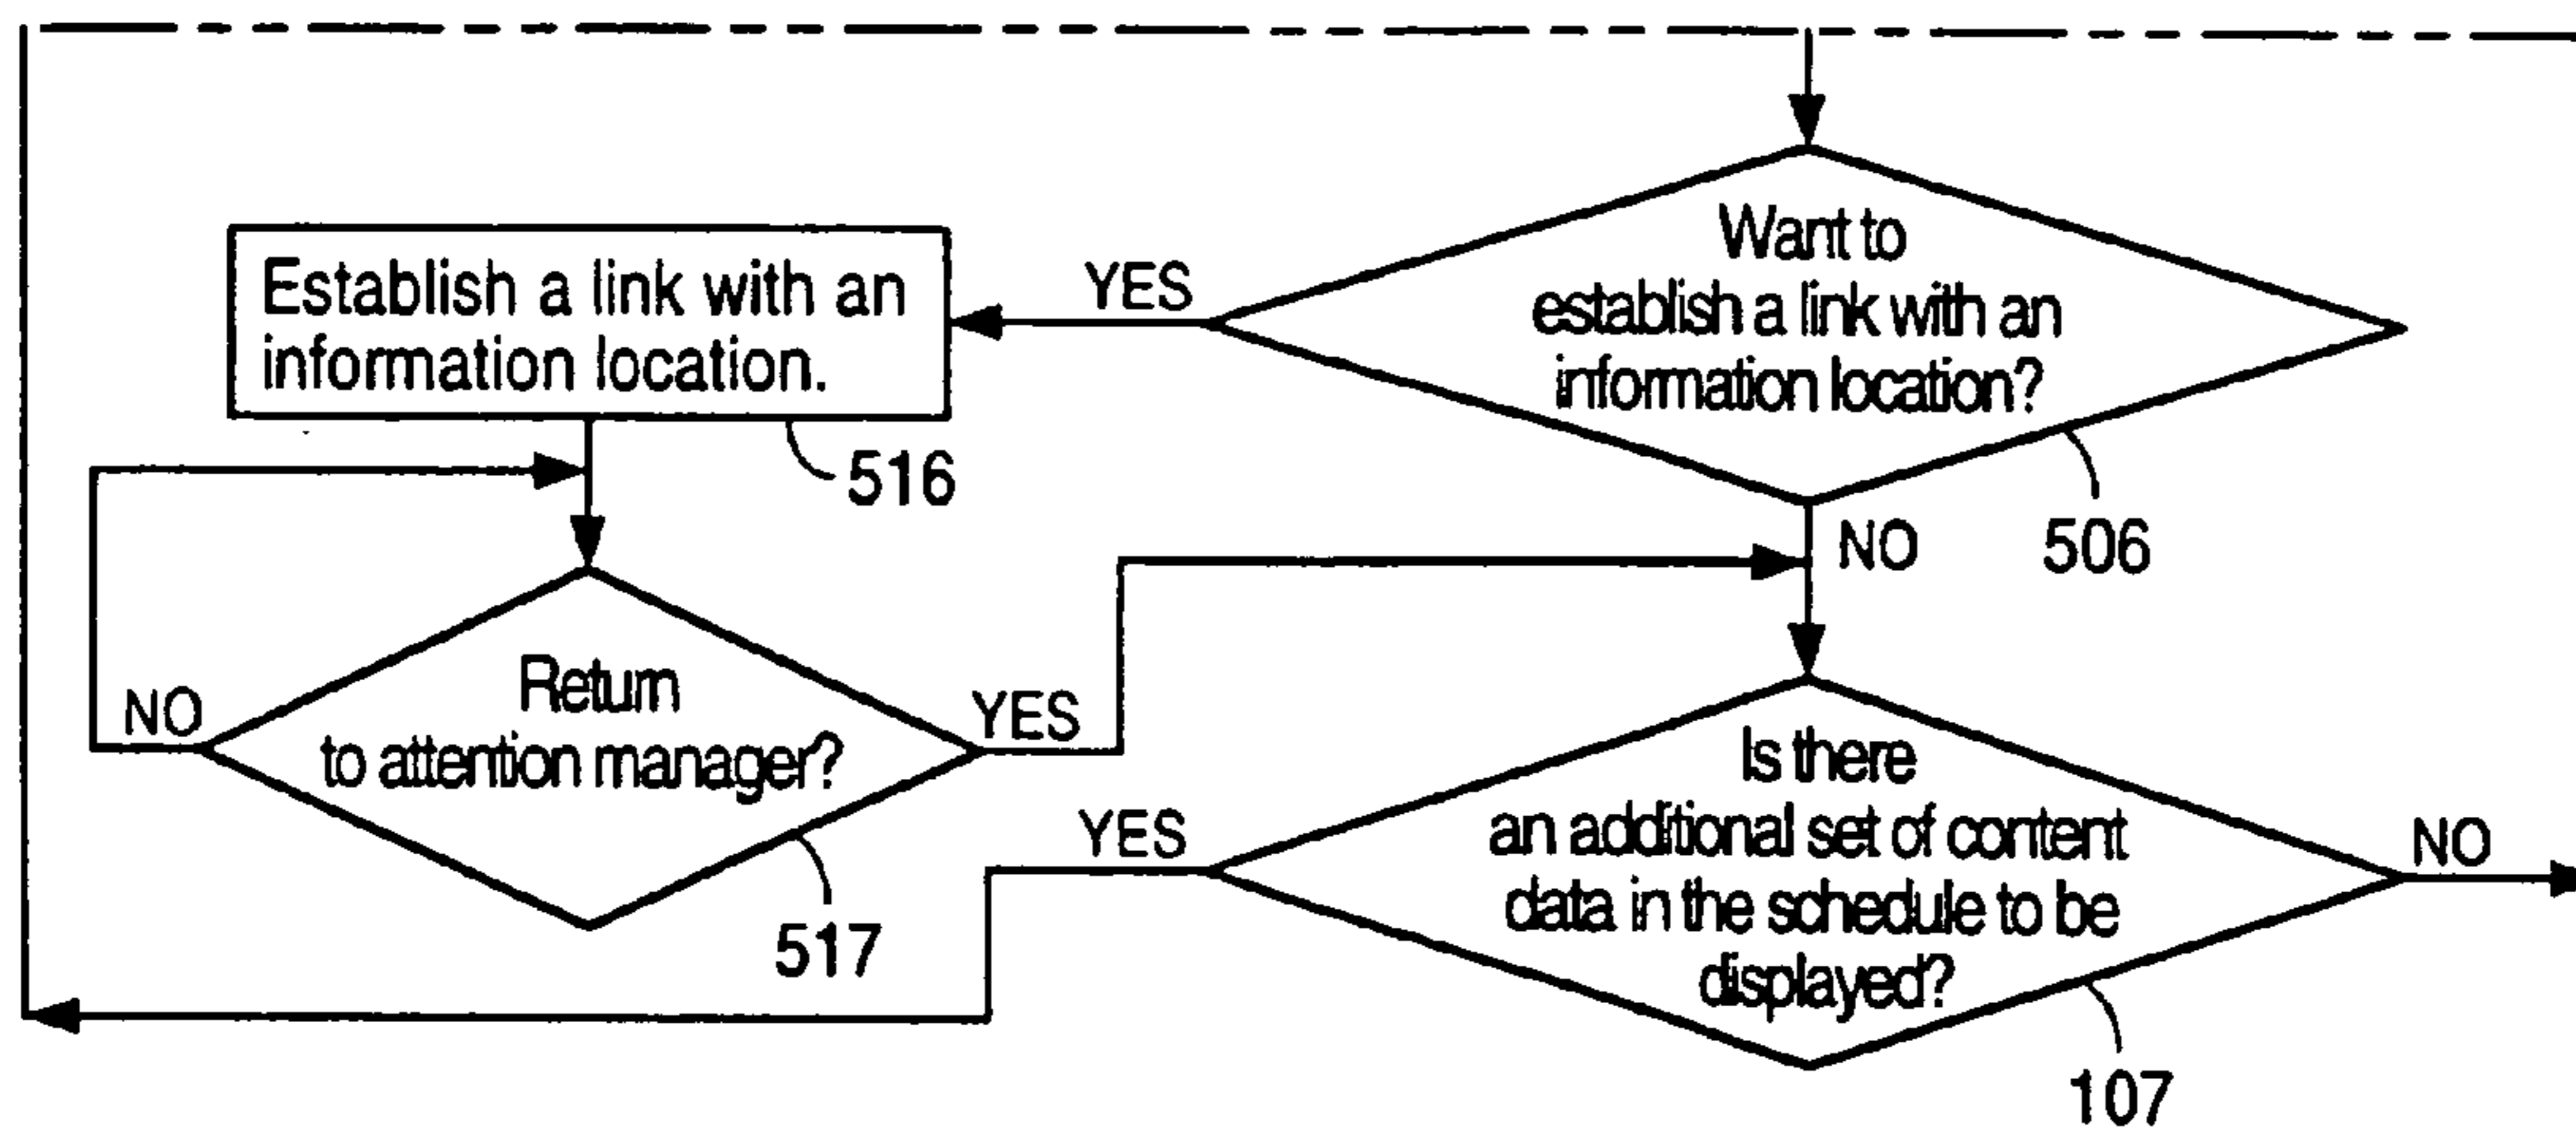 Want to
establish a link with an
information location?
YES
Establish a link with an
information location.
516
506
NO
Return
to attention manager?
NO
YES
517
Is there
an additional set of content
data in the schedule to be
displayed?
YES
NO
107